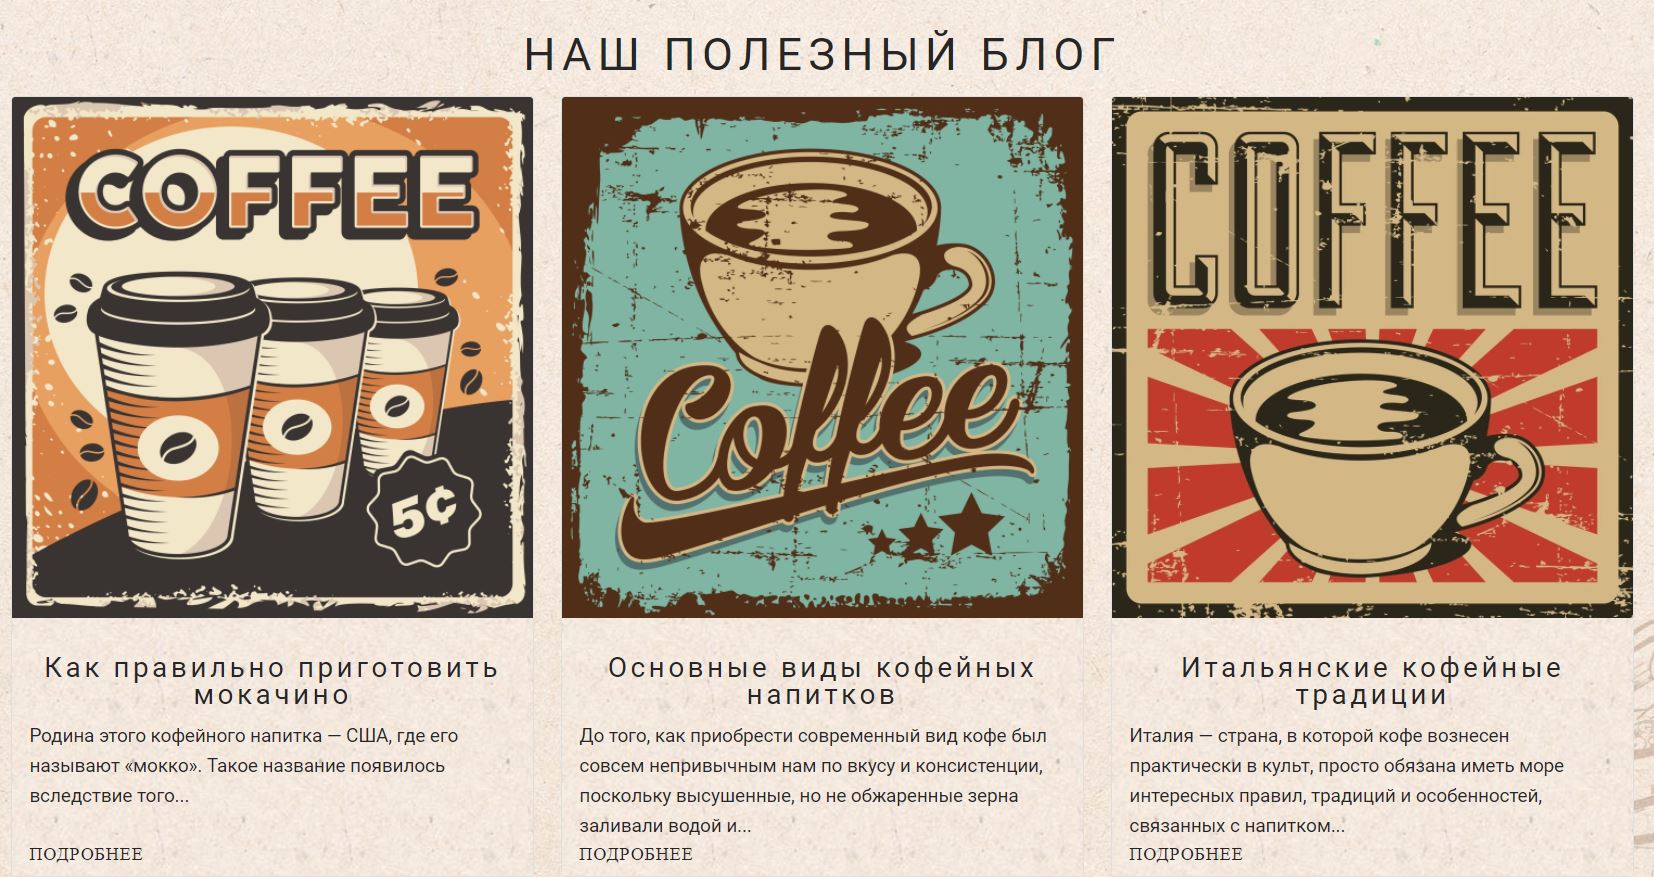 НАШ ПОЛЕЗНЫЙ БЛОГ
COFFEE
5¢
Coffee
COFFEE
Как правильно приготовить
мокачино
Родина этого кофейного напитка — США, где его
называют «мокко». Такое название появилось
вследствие того...
ПОДРОБНЕЕ
Основные виды кофейных
напитков
До того, как приобрести современный вид кофе был
совсем непривычным нам по вкусу и консистенции,
поскольку высушенные, но не обжаренные зерна
заливали водой и...
ПОДРОБНЕЕ
Итальянские кофейные
традиции
Италия — страна, в которой кофе вознесен
практически в культ, просто обязана иметь море
интересных правил, традиций и особенностей,
связанных с напитком...
ПОДРОБНЕЕ